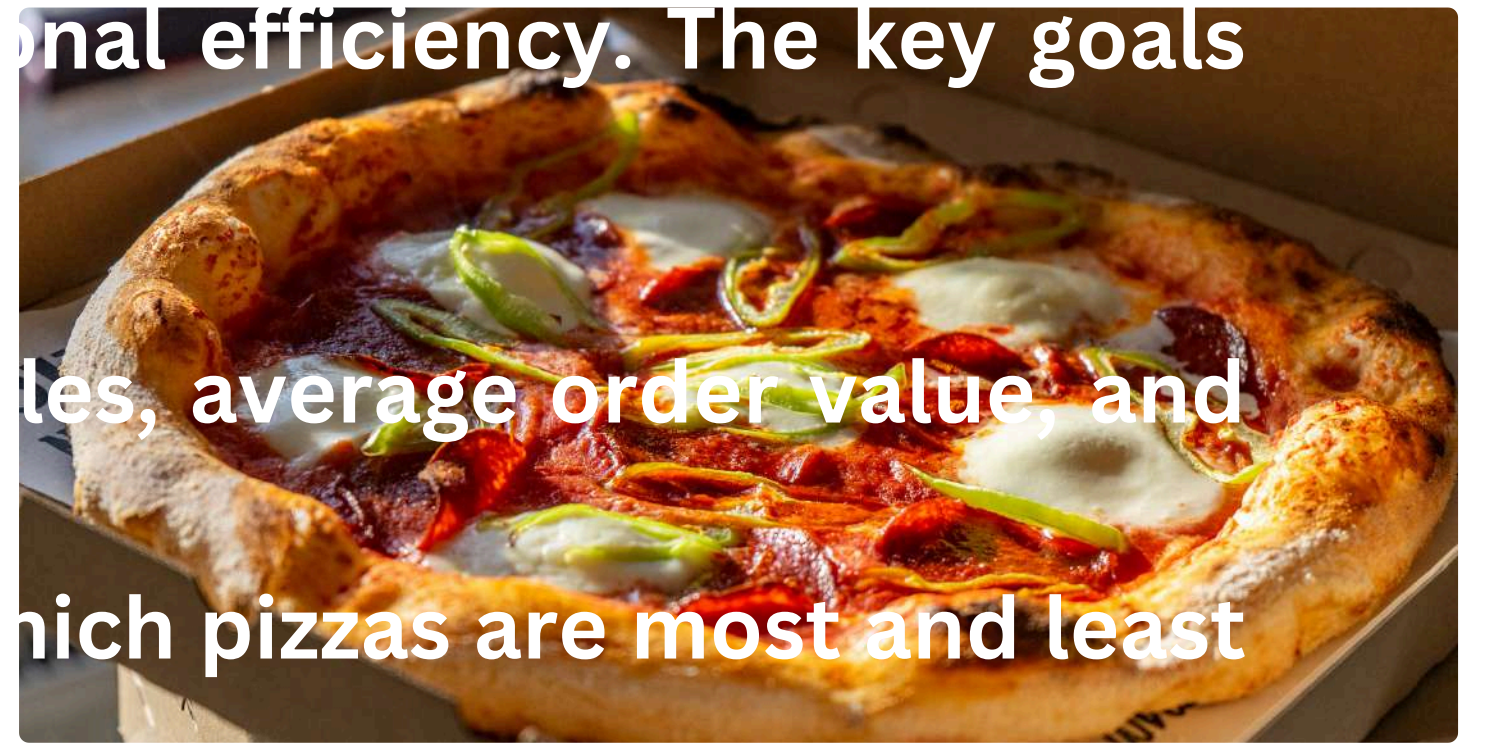 onal efficiency. The key goals
les, average order value, and
hich pizzas are most and least